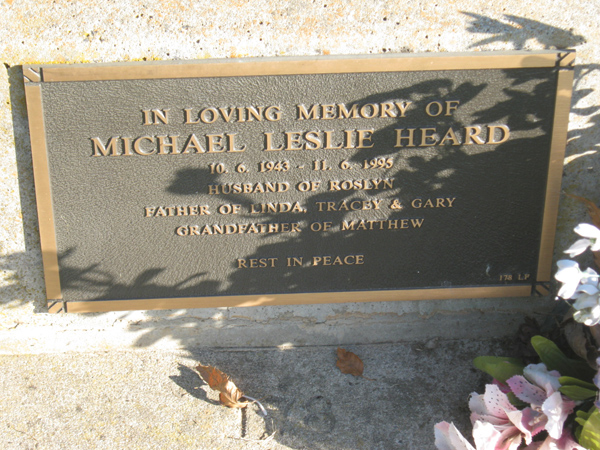 IN LOVING MEMORY OF
MICHAEL LESLIE HEARD
10. 6. 1943 - 11. 6. 1995
HUSBAND OF ROSLYN
FATHER OF LINDA, TRACEY & GARY
GRANDFATHER OF MATTHEW
REST IN PEACE
178 LP